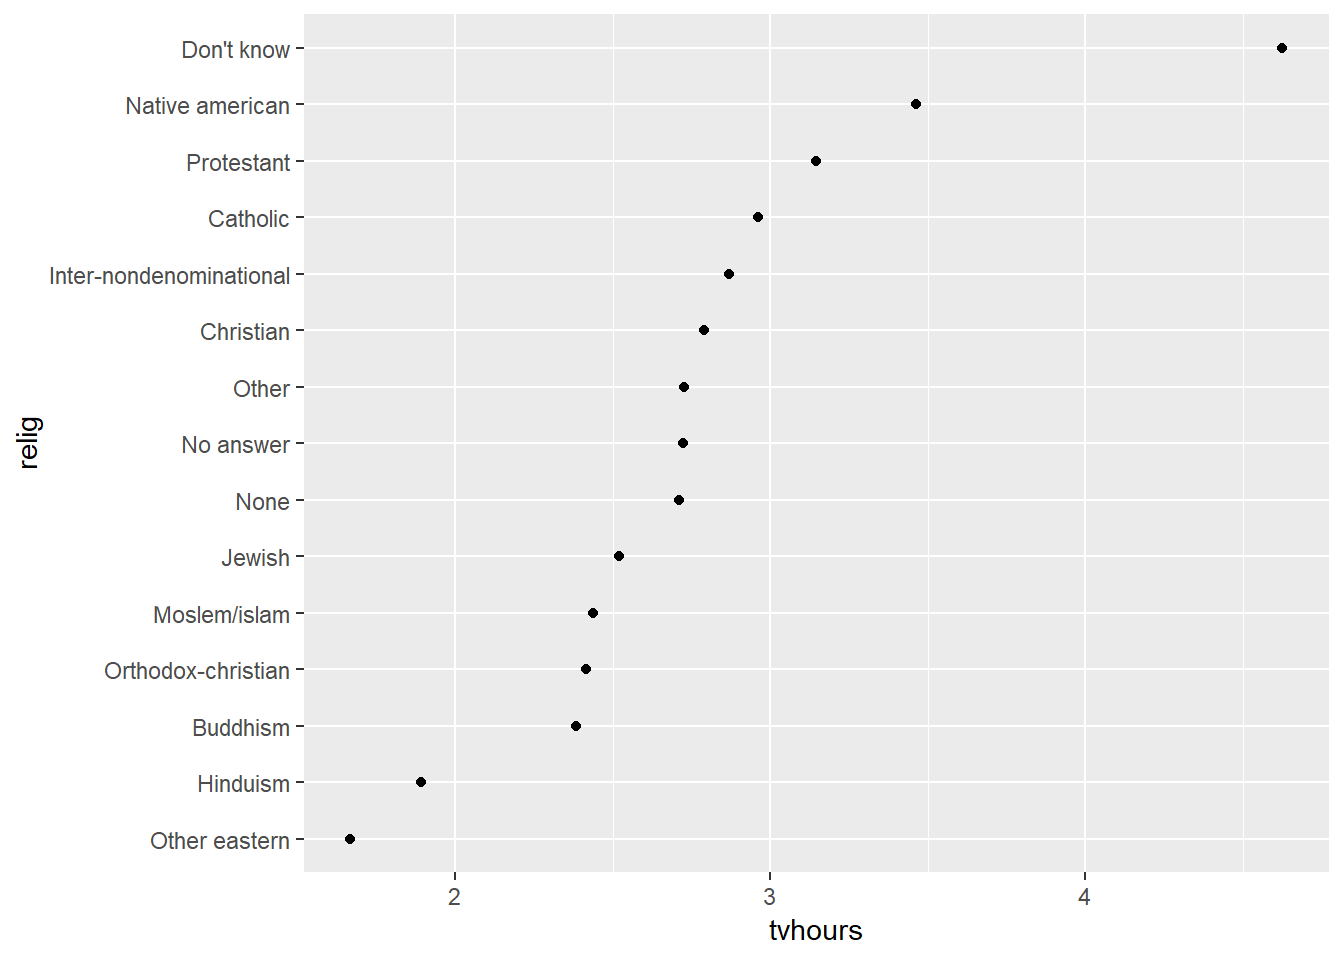 Don't know
Native american
Protestant
Catholic
Inter-nondenominational
Christian
Other
No answer
None
Jewish
Moslem/islam
Orthodox-christian
Buddhism
Hinduism
Other eastern
relig
2 3 4
tvhours